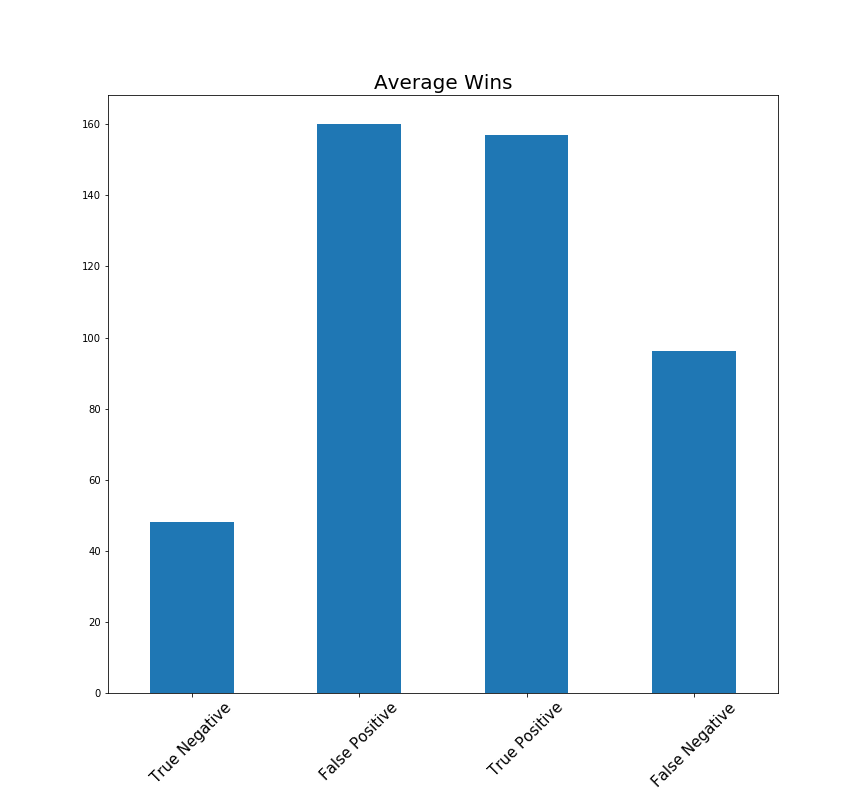 Average Wins
160
140
120
100
80
60
40
20
0
True Negative
False Positive
True Positive
False Negative